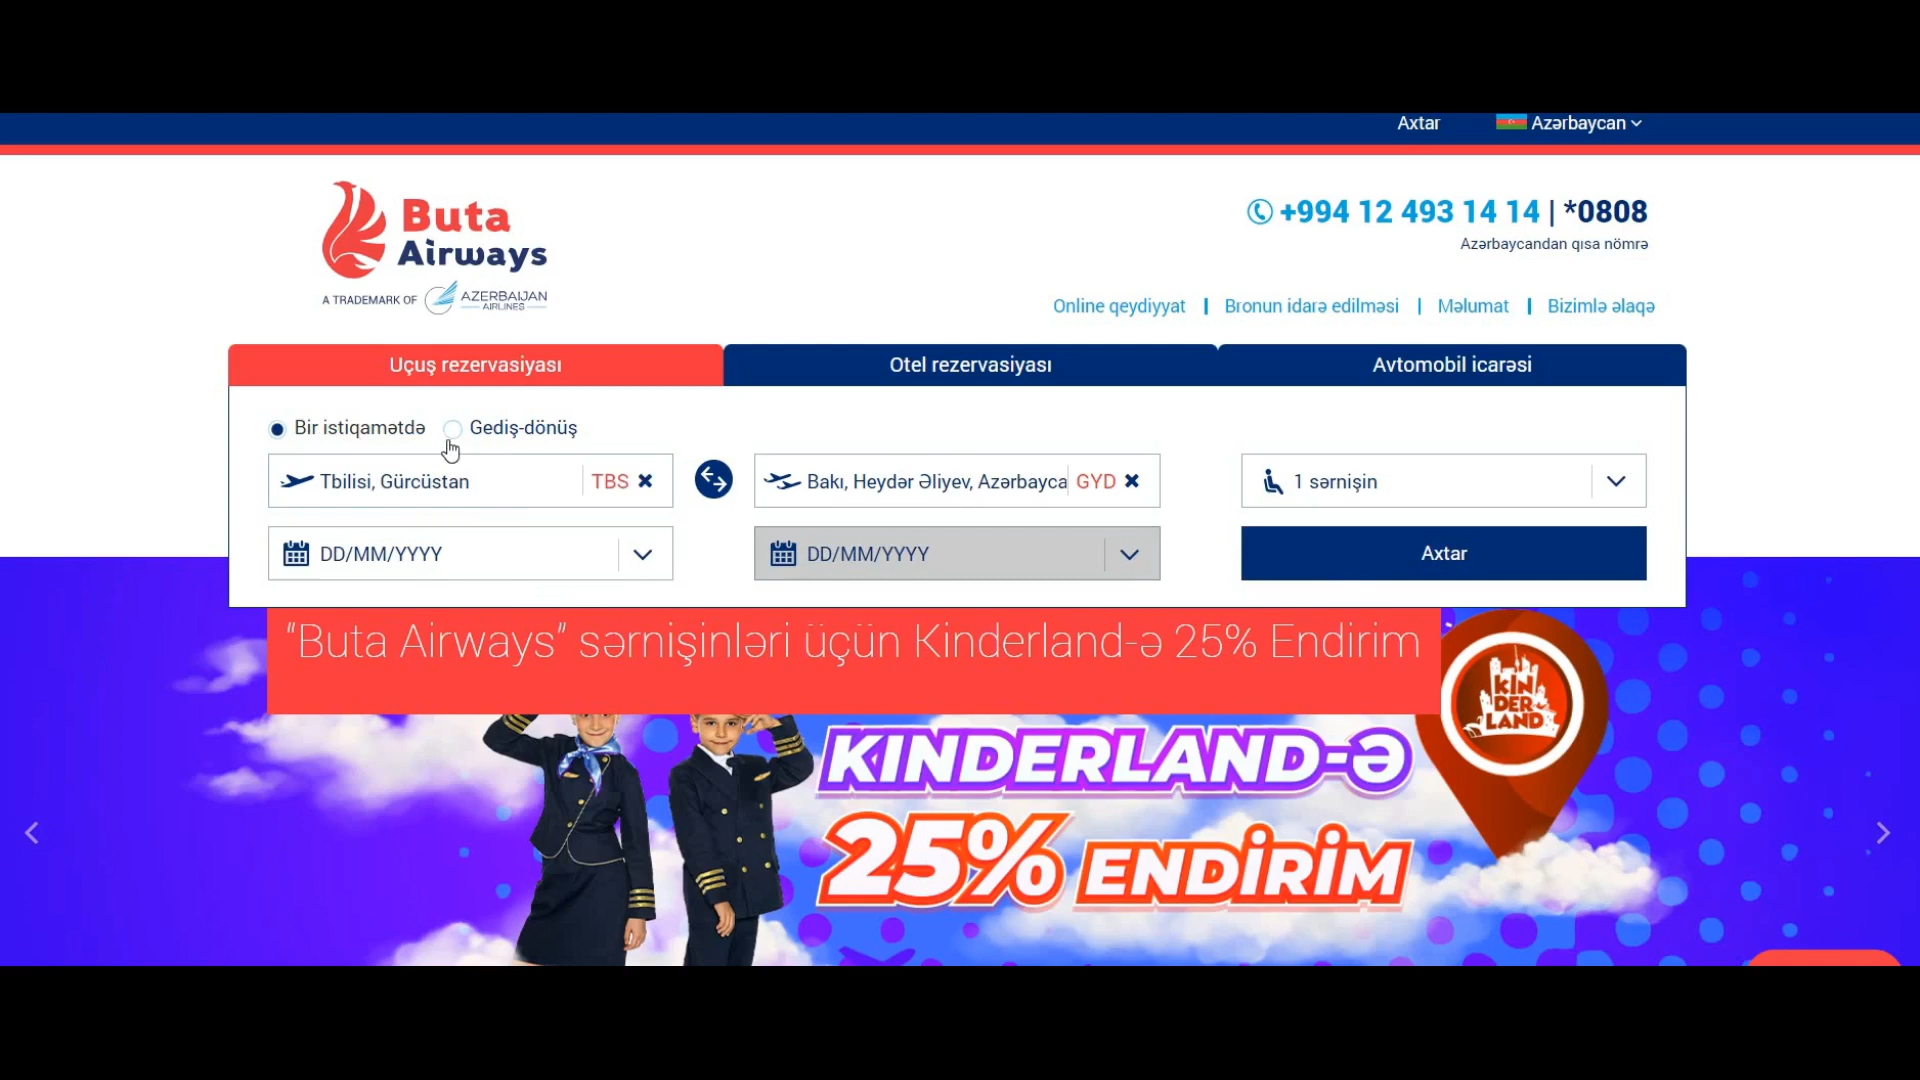 Axtar
Azərbaycan
Buta
Airways
A TRADEMARK OF
AZERBAIJAN
AIRLINES
+994 12 493 14 14 | *0808
Azərbaycandan qısa nömrə
Online qeydiyyat | Bronun idarə edilməsi | Məlumat | Bizimlə əlaqə
Uçuş rezervasiyası
Otel rezervasiyası
Avtomobil icarəsi
Bir istiqamətdə
Gediş-dönüş
Tbilisi, Gürcüstan
TBS
Bakı, Heydər Əliyev, Azərbayca
GYD
1 sərnişin
DD/MM/YYYY
DD/MM/YYYY
Axtar
“Buta Airways” sərnişinləri üçün Kinderland-ə 25% Endirim
KINDERLAND-Ə
25% ENDİRİM
KIN
DER
LAND